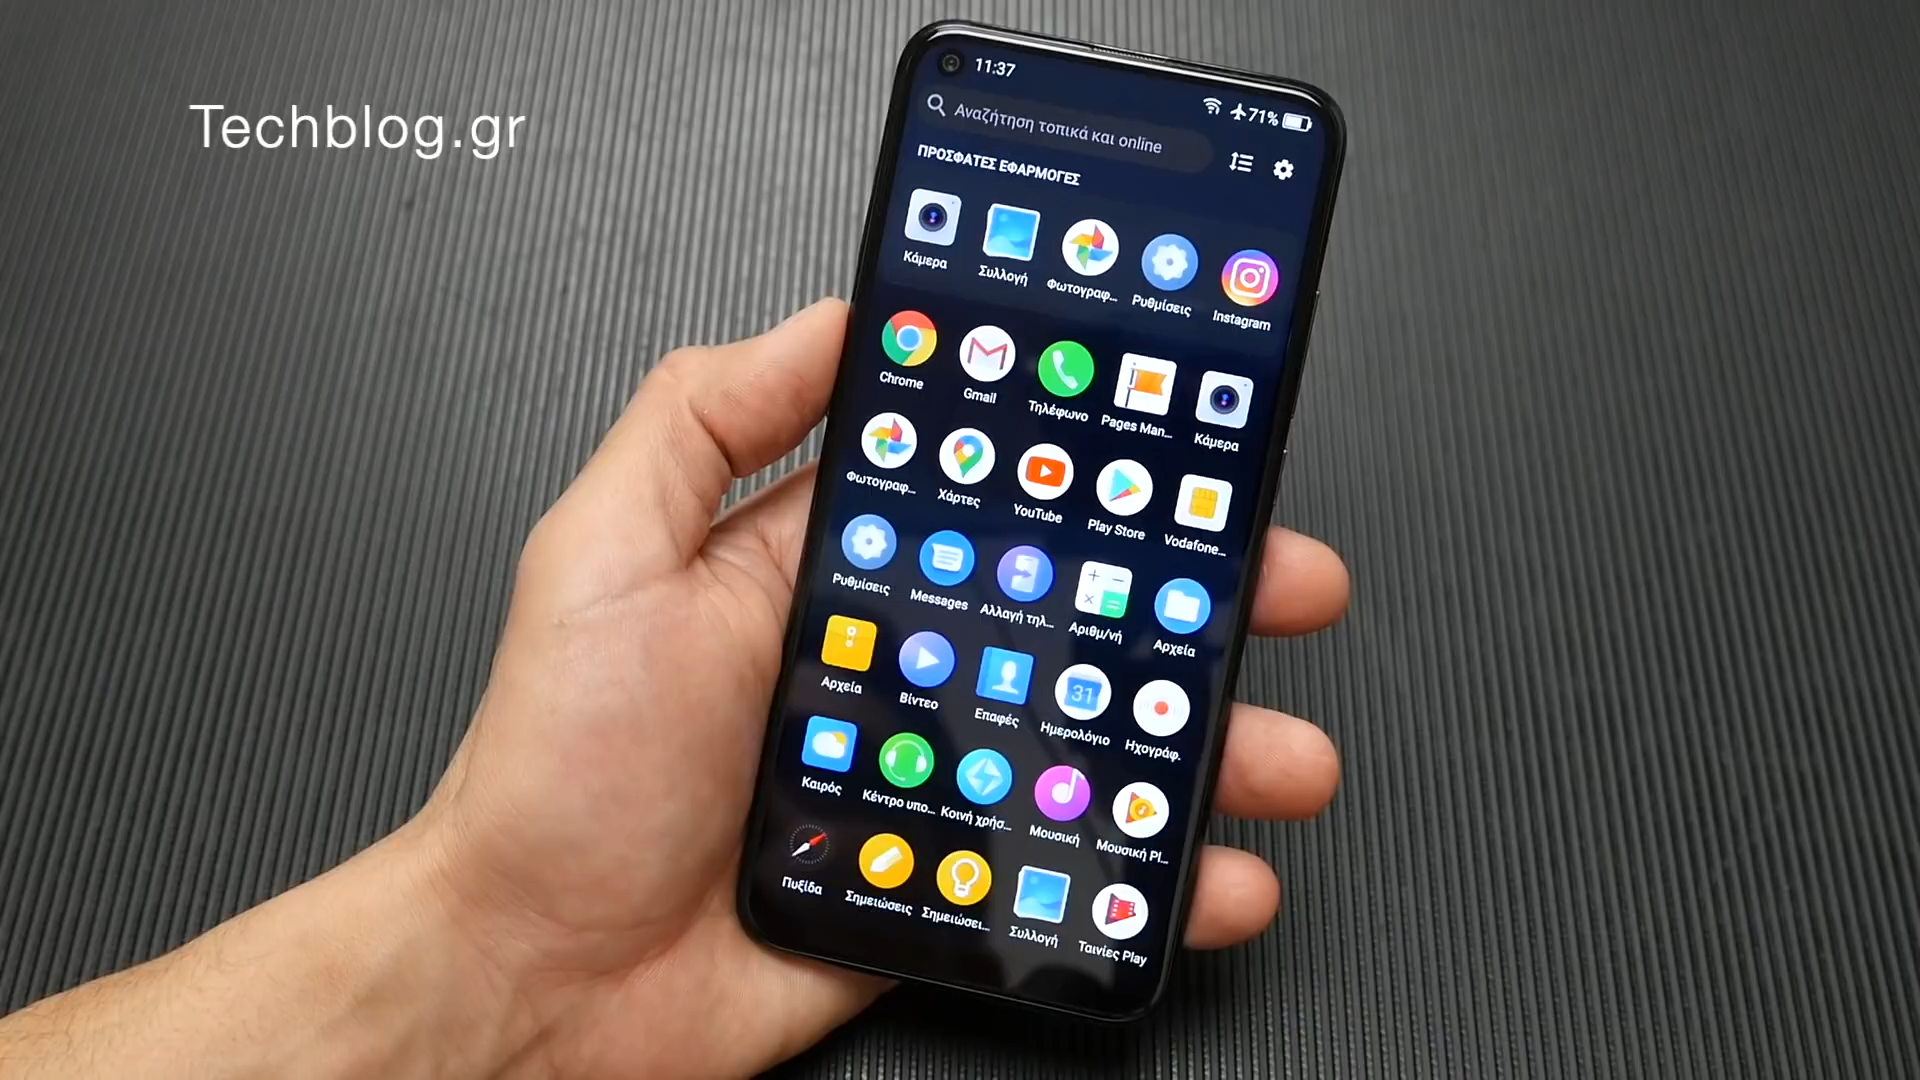 Techblog.gr
11:37
71%
Αναζήτηση τοπικά και online
ΠΡΟΣΦΑΤΕΣ ΕΦΑΡΜΟΓΕΣ
Κάμερα Συλλογή Φωτογραφ... Ρυθμίσεις Instagram
Chrome Gmail Τηλέφωνο Pages Man... Κάμερα
Φωτογραφ... Χάρτες YouTube Play Store Vodafone...
Ρυθμίσεις Messages Αλλαγή τηλ... Αριθμ/νή Αρχεία
Αρχεία Βίντεο Επαφές 31 Ημερολόγιο Ηχογράφ.
Καιρός Κέντρο υπο... Κοινή χρήσ... Μουσική Μουσική Pl...
Πυξίδα Σημειώσεις Σημειώσει... Συλλογή Ταινίες Play